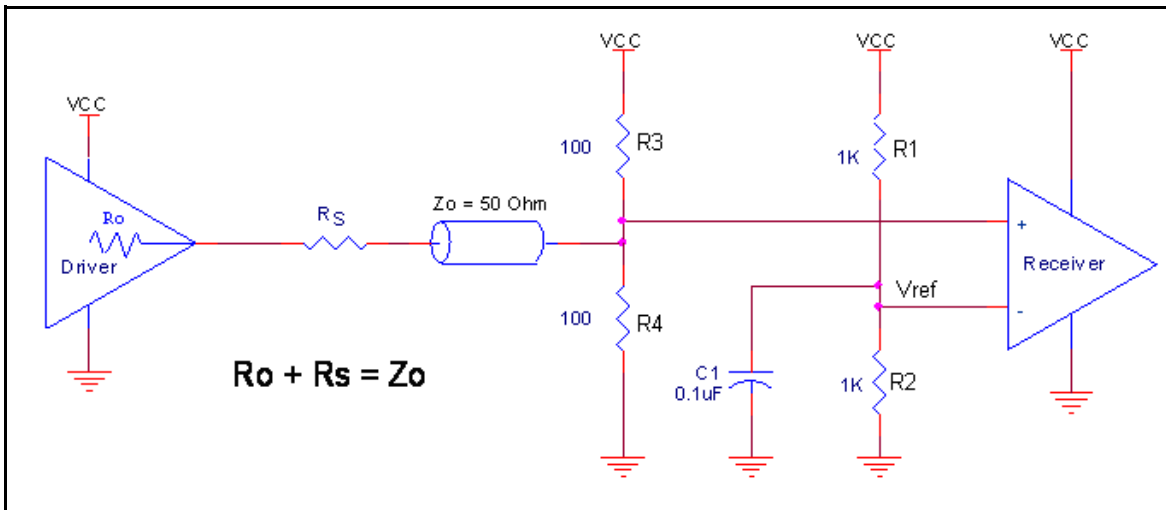 VCC
VCC
VCC
VCC
100
R3
1K
R1
Ro
Driver
RS
Zo = 50 Ohm
+
Receiver
Vref
-
100
R4
Ro + Rs = Zo
C1
0.1uF
1K
R2